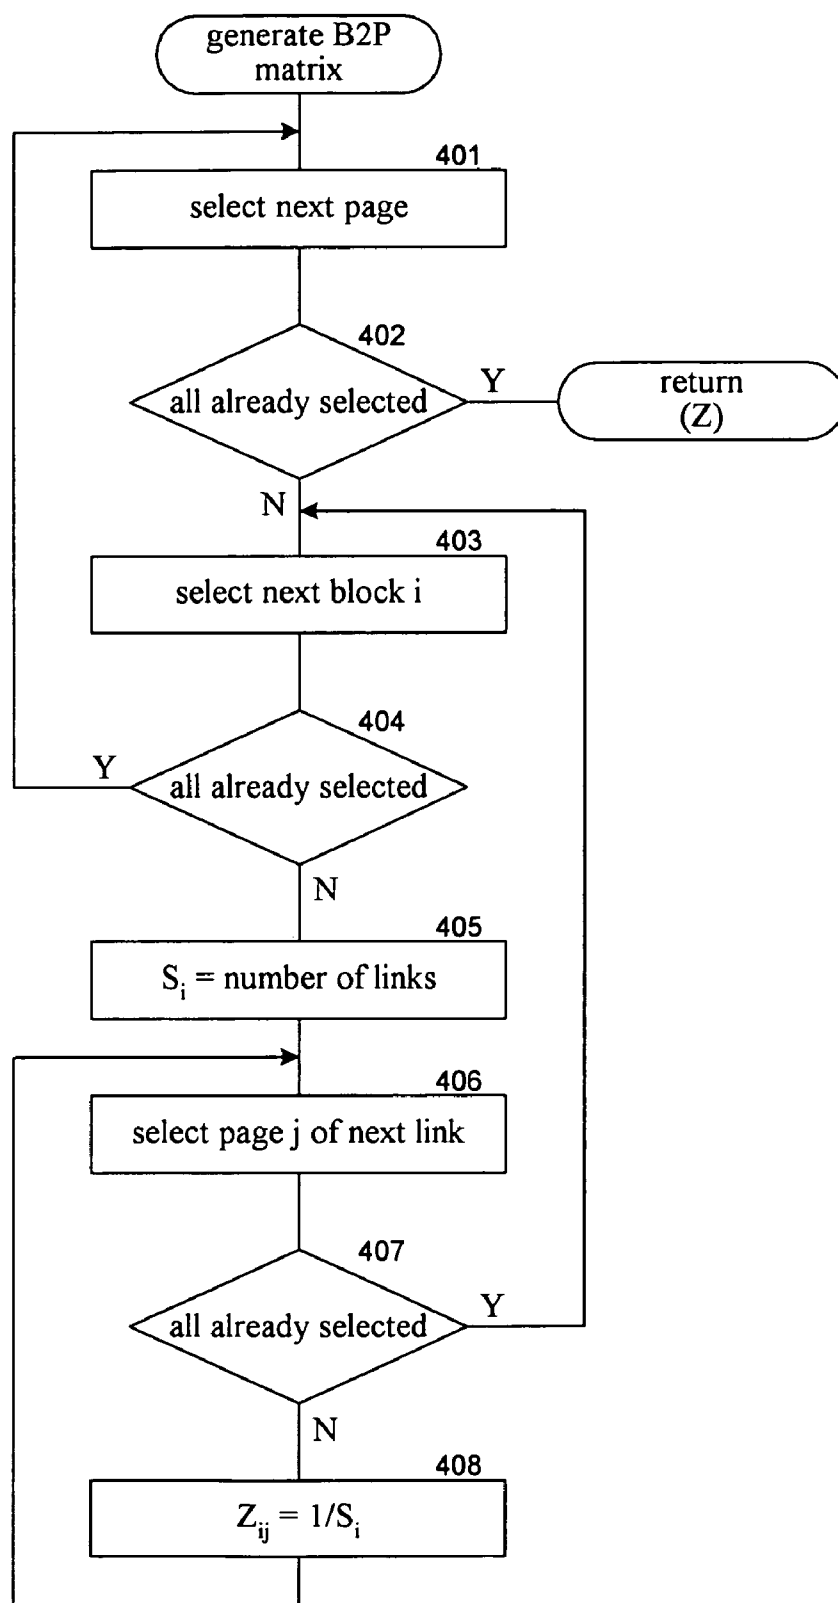 generate B2P
matrix
401
select next page
402
all already selected
Y
return
(Z)
N
403
select next block i
404
all already selected
Y
N
405
S_i = number of links
406
select page j of next link
407
all already selected
Y
N
408
Z_ij = 1/S_i